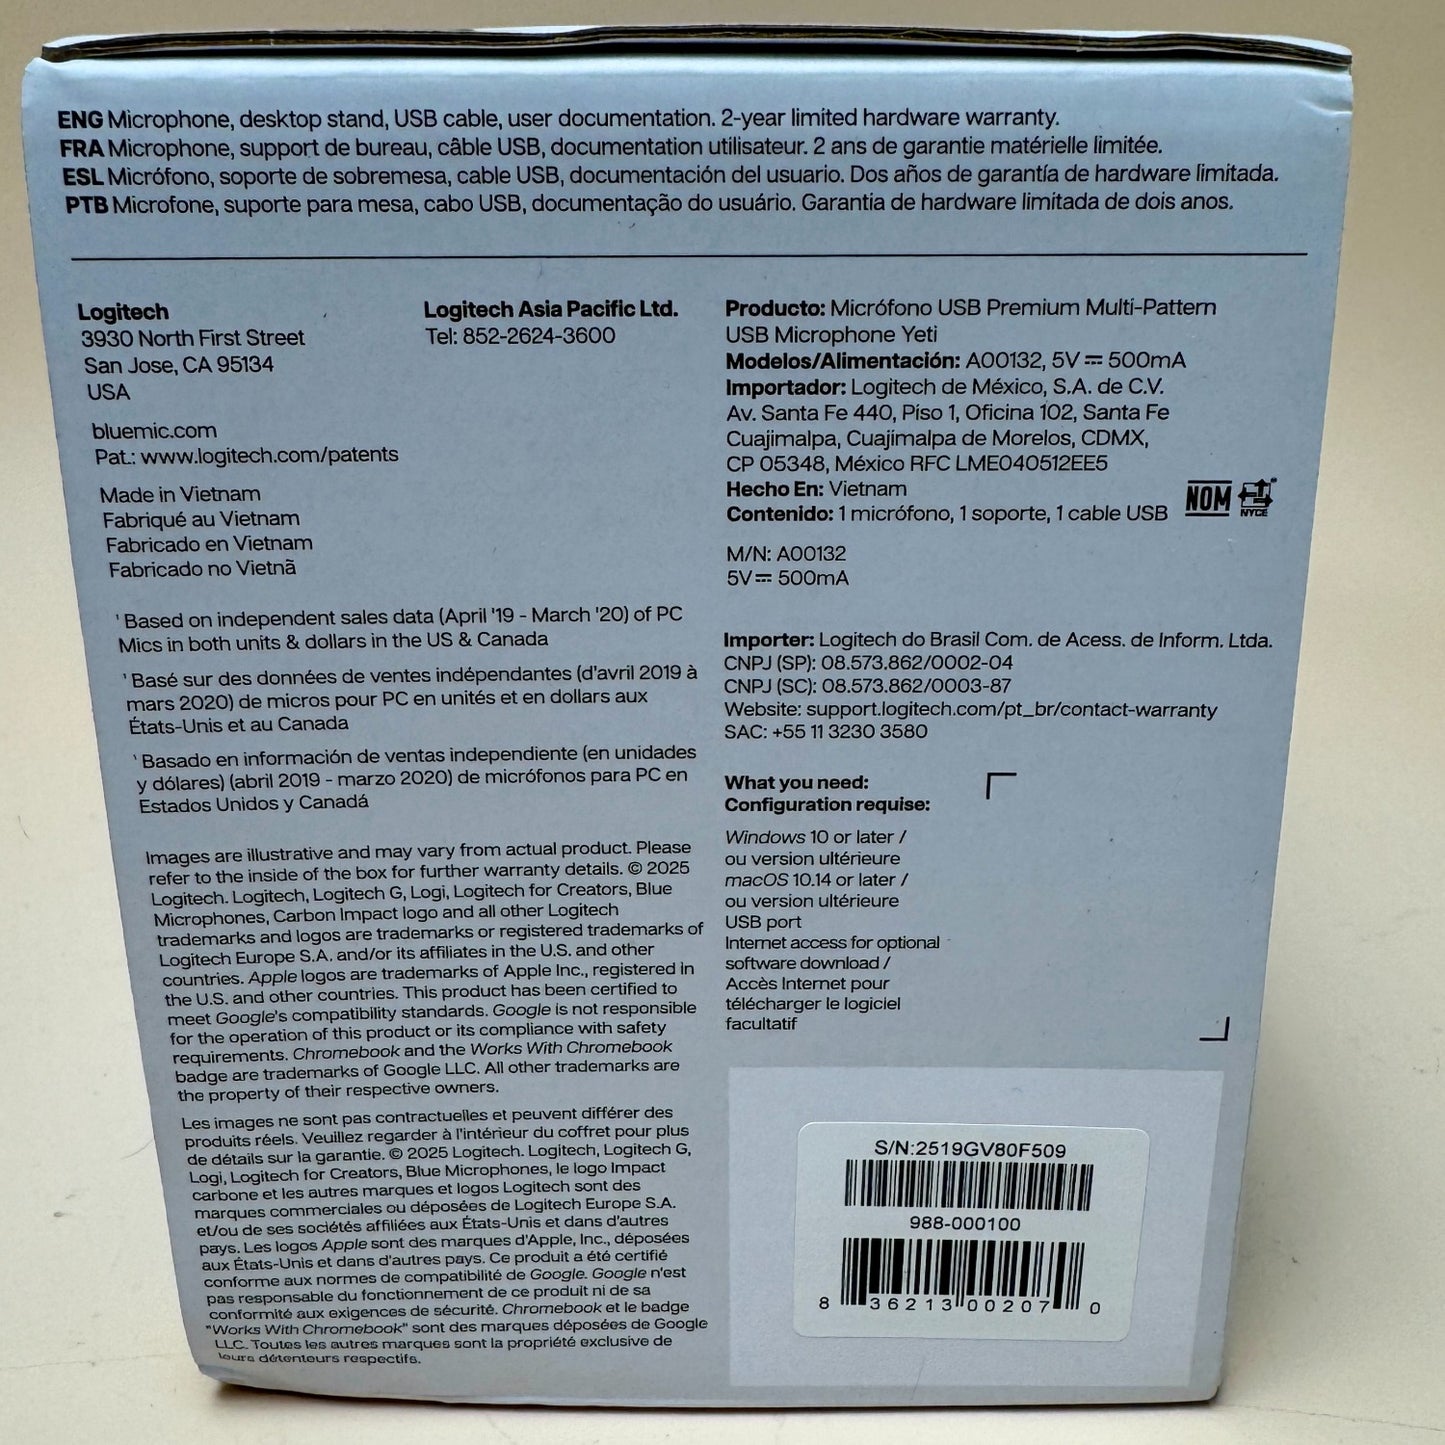 ENG Microphone, desktop stand, USB cable, user documentation. 2-year limited hardware warranty.
FRA Microphone, support de bureau, câble USB, documentation utilisateur. 2 ans de garantie matérielle limitée.
ESL Micrófono, soporte de sobremesa, cable USB, documentación del usuario. Dos años de garantía de hardware limitada.
PTB Microfone, suporte para mesa, cabo USB, documentação do usuário. Garantia de hardware limitada de dois anos.
Logitech
3930 North First Street
San Jose, CA 95134
USA
bluemic.com
Pat.: www.logitech.com/patents
Made in Vietnam
Fabriqué au Vietnam
Fabricado en Vietnam
Fabricado no Vietnã
Logitech Asia Pacific Ltd.
Tel: 852-2624-3600
¹ Based on independent sales data (April '19 - March '20) of PC
Mics in both units & dollars in the US & Canada
¹ Basé sur des données de ventes indépendantes (d'avril 2019 à
mars 2020) de micros pour PC en unités et en dollars aux
États-Unis et au Canada
¹ Basado en información de ventas independiente (en unidades
y dólares) (abril 2019 - marzo 2020) de micrófonos para PC en
Estados Unidos y Canadá
Images are illustrative and may vary from actual product. Please
refer to the inside of the box for further warranty details. © 2025
Logitech. Logitech, Logitech G, Logi, Logitech for Creators, Blue
Microphones, Carbon Impact logo and all other Logitech
trademarks and logos are trademarks or registered trademarks of
Logitech Europe S.A. and/or its affiliates in the U.S. and other
countries. Apple logos are trademarks of Apple Inc., registered in
the U.S. and other countries. This product has been certified to
meet Google's compatibility standards. Google is not responsible
for the operation of this product or its compliance with safety
requirements. Chromebook and the Works With Chromebook
badge are trademarks of Google LLC. All other trademarks are
the property of their respective owners.
Les images ne sont pas contractuelles et peuvent différer des
produits réels. Veuillez regarder à l'intérieur du coffret pour plus
de détails sur la garantie. © 2025 Logitech. Logitech, Logitech G,
Logi, Logitech for Creators, Blue Microphones, le logo Impact
carbone et les autres marques et logos Logitech sont des
marques commerciales ou déposées de Logitech Europe S.A.
et/ou de ses sociétés affiliées aux États-Unis et dans d'autres
pays. Les logos Apple sont des marques d'Apple, Inc., déposées
aux États-Unis et dans d'autres pays. Ce produit a été certifié
conforme aux normes de compatibilité de Google. Google n'est
pas responsable du fonctionnement de ce produit ni de sa
conformité aux exigences de sécurité. Chromebook et le badge
"Works With Chromebook" sont des marques déposées de Google
LLC. Toutes les autres marques sont la propriété exclusive de
leurs détenteurs respectifs.
Producto: Micrófono USB Premium Multi-Pattern
USB Microphone Yeti
Modelos/Alimentación: A00132, 5V⎓ 500mA
Importador: Logitech de México, S.A. de C.V.
Av. Santa Fe 440, Piso 1, Oficina 102, Santa Fe
Cuajimalpa, Cuajimalpa de Morelos, CDMX,
CP 05348, México RFC LME040512EE5
Hecho En: Vietnam
Contenido: 1 micrófono, 1 soporte, 1 cable USB
NOM
NYCE
M/N: A00132
5V⎓ 500mA
Importer: Logitech do Brasil Com. de Acess. de Inform. Ltda.
CNPJ (SP): 08.573.862/0002-04
CNPJ (SC): 08.573.862/0003-87
Website: support.logitech.com/pt_br/contact-warranty
SAC: +55 11 3230 3580
What you need:
Configuration requise:
Windows 10 or later /
ou version ultérieure
macOS 10.14 or later /
ou version ultérieure
USB port
Internet access for optional
software download /
Accès Internet pour
télécharger le logiciel
facultatif
S/N:2519GV80F509
988-000100
8 36213 00207 0